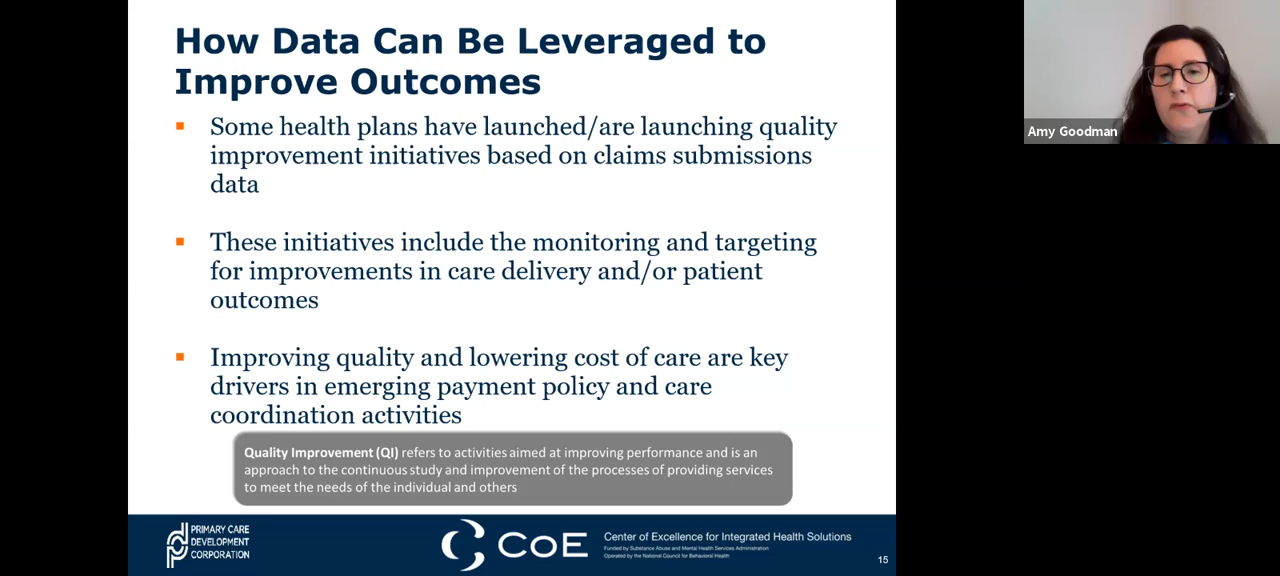 How Data Can Be Leveraged to
Improve Outcomes
Some health plans have launched/are launching quality
improvement initiatives based on claims submissions
data
These initiatives include the monitoring and targeting
for improvements in care delivery and/or patient
outcomes
Improving quality and lowering cost of care are key
drivers in emerging payment policy and care
coordination activities
Quality Improvement (QI) refers to activities aimed at improving performance and is an
approach to the continuous study and improvement of the processes of providing services
to meet the needs of the individual and others
PRIMARY CARE
DEVELOPMENT
CORPORATION
CoE
Center of Excellence for Integrated Health Solutions
Funded by Substance Abuse and Mental Health Services Administration
Operated by the National Council for Behavioral Health
15
Amy Goodman